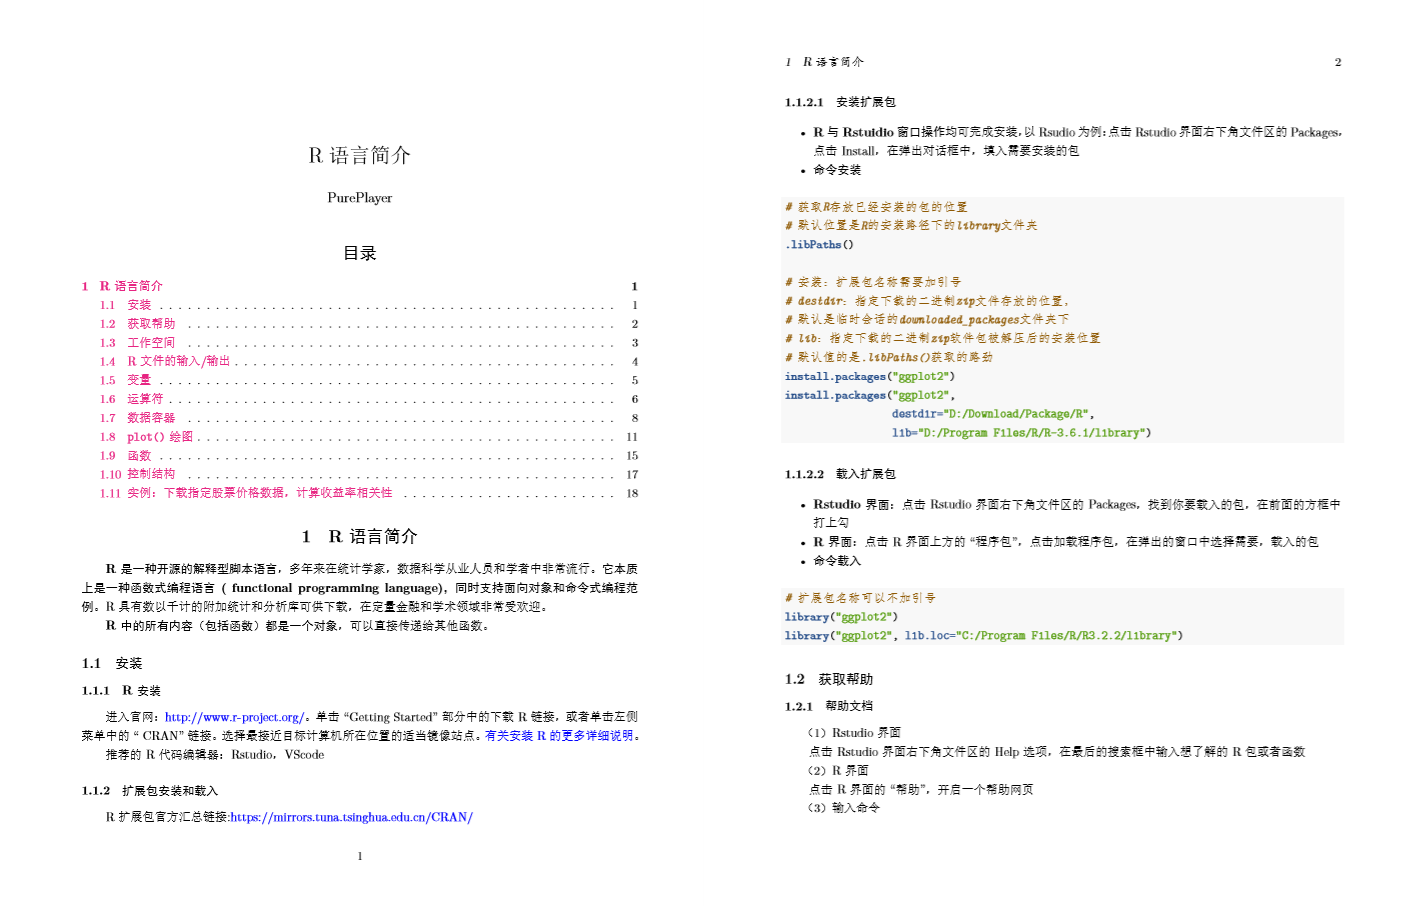 R 语言简介
PurePlayer
目录
1 R 语言简介 1
1.1 安装 . . . . . . . . . . . . . . . . . . . . . . . . . . . . . . . . . . . . . . . . . . . . . . . . . 1
1.2 获取帮助 . . . . . . . . . . . . . . . . . . . . . . . . . . . . . . . . . . . . . . . . . . . . . . 2
1.3 工作空间 . . . . . . . . . . . . . . . . . . . . . . . . . . . . . . . . . . . . . . . . . . . . . . 3
1.4 R 文件的输入/输出 . . . . . . . . . . . . . . . . . . . . . . . . . . . . . . . . . . . . . . . . . 4
1.5 变量 . . . . . . . . . . . . . . . . . . . . . . . . . . . . . . . . . . . . . . . . . . . . . . . . . 5
1.6 运算符 . . . . . . . . . . . . . . . . . . . . . . . . . . . . . . . . . . . . . . . . . . . . . . . . 6
1.7 数据容器 . . . . . . . . . . . . . . . . . . . . . . . . . . . . . . . . . . . . . . . . . . . . . . 8
1.8 plot() 绘图 . . . . . . . . . . . . . . . . . . . . . . . . . . . . . . . . . . . . . . . . . . . . . 11
1.9 函数 . . . . . . . . . . . . . . . . . . . . . . . . . . . . . . . . . . . . . . . . . . . . . . . . . 15
1.10 控制结构 . . . . . . . . . . . . . . . . . . . . . . . . . . . . . . . . . . . . . . . . . . . . . . 17
1.11 实例：下载指定股票价格数据，计算收益率相关性 . . . . . . . . . . . . . . . . . . . . . . . 18
1 R 语言简介
R 是一种开源的解释型脚本语言，多年来在统计学家，数据科学从业人员和学者中非常流行。它本质
上是一种函数式编程语言 ( functional programming language)，同时支持面向对象和命令式编程范
例。R 具有数以千计的附加统计和分析库可供下载，在定量金融和学术领域非常受欢迎。
R 中的所有内容（包括函数）都是一个对象，可以直接传递给其他函数。
1.1 安装
1.1.1 R 安装
进入官网：http://www.r-project.org/。单击 “Getting Started” 部分中的下载 R 链接，或者单击左侧
菜单中的 “ CRAN” 链接。选择最接近目标计算机所在位置的适当镜像站点。有关安装 R 的更多详细说明。
推荐的 R 代码编辑器：Rstudio，VScode
1.1.2 扩展包安装和载入
R 扩展包官方汇总链接:https://mirrors.tuna.tsinghua.edu.cn/CRAN/
1
1 R 语言简介 2
1.1.2.1 安装扩展包
• R 与 Rstuidio 窗口操作均可完成安装，以 Rsudio 为例：点击 Rstudio 界面右下角文件区的 Packages，
点击 Install，在弹出对话框中，填入需要安装的包
• 命令安装
# 获取R存放已经安装的包的位置
# 默认位置是R的安装路径下的library文件夹
.libPaths()
# 安装：扩展包名称需要加引号
# destdir：指定下载的二进制zip文件存放的位置。
# 默认是临时会话的downloaded_packages文件夹下
# lib：指定下载的二进制zip软件包被解压后的安装位置
# 默认值的是.libPaths()获取的路劲
install.packages("ggplot2")
install.packages("ggplot2",
destdir="D:/Download/Package/R",
lib="D:/Program Files/R/R-3.6.1/library")
1.1.2.2 载入扩展包
• Rstudio 界面：点击 Rstudio 界面右下角文件区的 Packages，找到你要载入的包，在前面的方框中
打上勾
• R 界面：点击 R 界面上方的 “程序包”，点击加载程序包，在弹出的窗口中选择需要，载入的包
• 命令载入
# 扩展包名称可以不加引号
library("ggplot2")
library("ggplot2", lib.loc="C:/Program Files/R/R3.2.2/library")
1.2 获取帮助
1.2.1 帮助文档
（1）Rstudio 界面
点击 Rstudio 界面右下角文件区的 Help 选项，在最后的搜索框中输入想了解的 R 包或者函数
（2）R 界面
点击 R 界面的 “帮助”，开启一个帮助网页
（3）输入命令